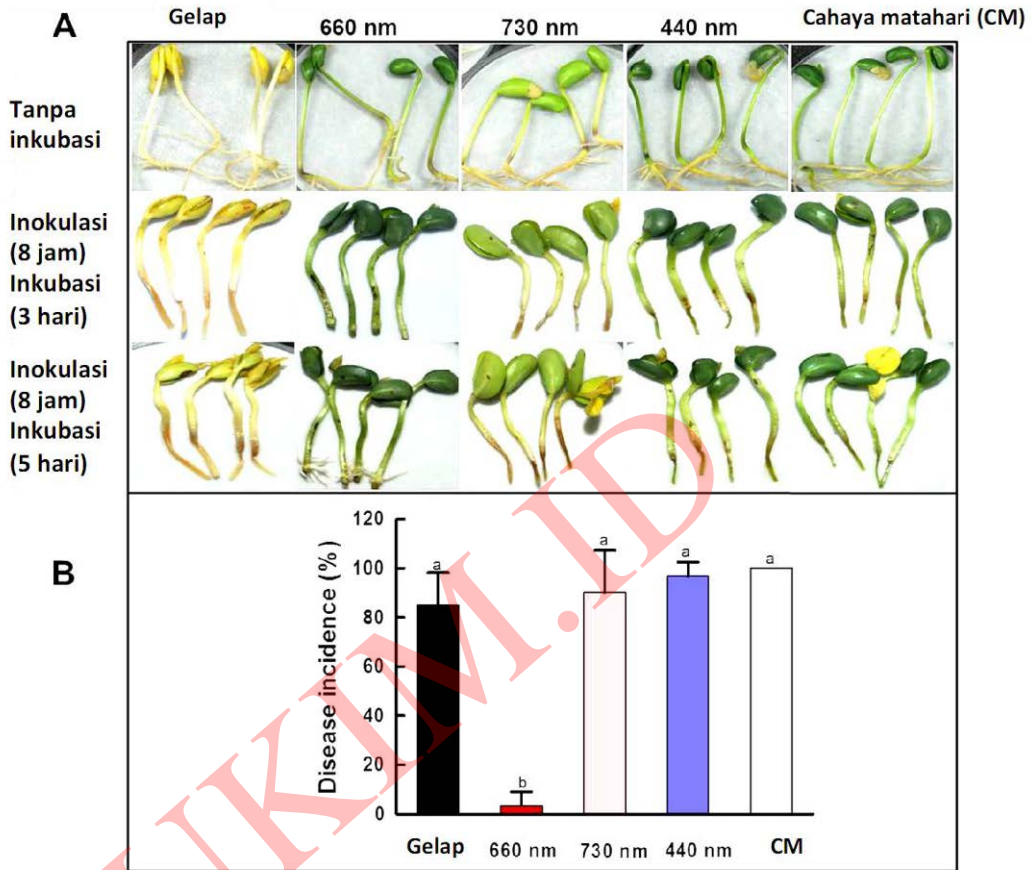 A
Gelap
660 nm
730 nm
440 nm
Cahaya matahari (CM)
Tanpa
inkubasi
Inokulasi
(8 jam)
Inkubasi
(3 hari)
Inokulasi
(8 jam)
Inkubasi
(5 hari)
B
Disease incidence (%)
120
100
80
60
40
20
0
a
b
a
a
a
Gelap
660 nm
730 nm
440 nm
CM
UKIM.ID